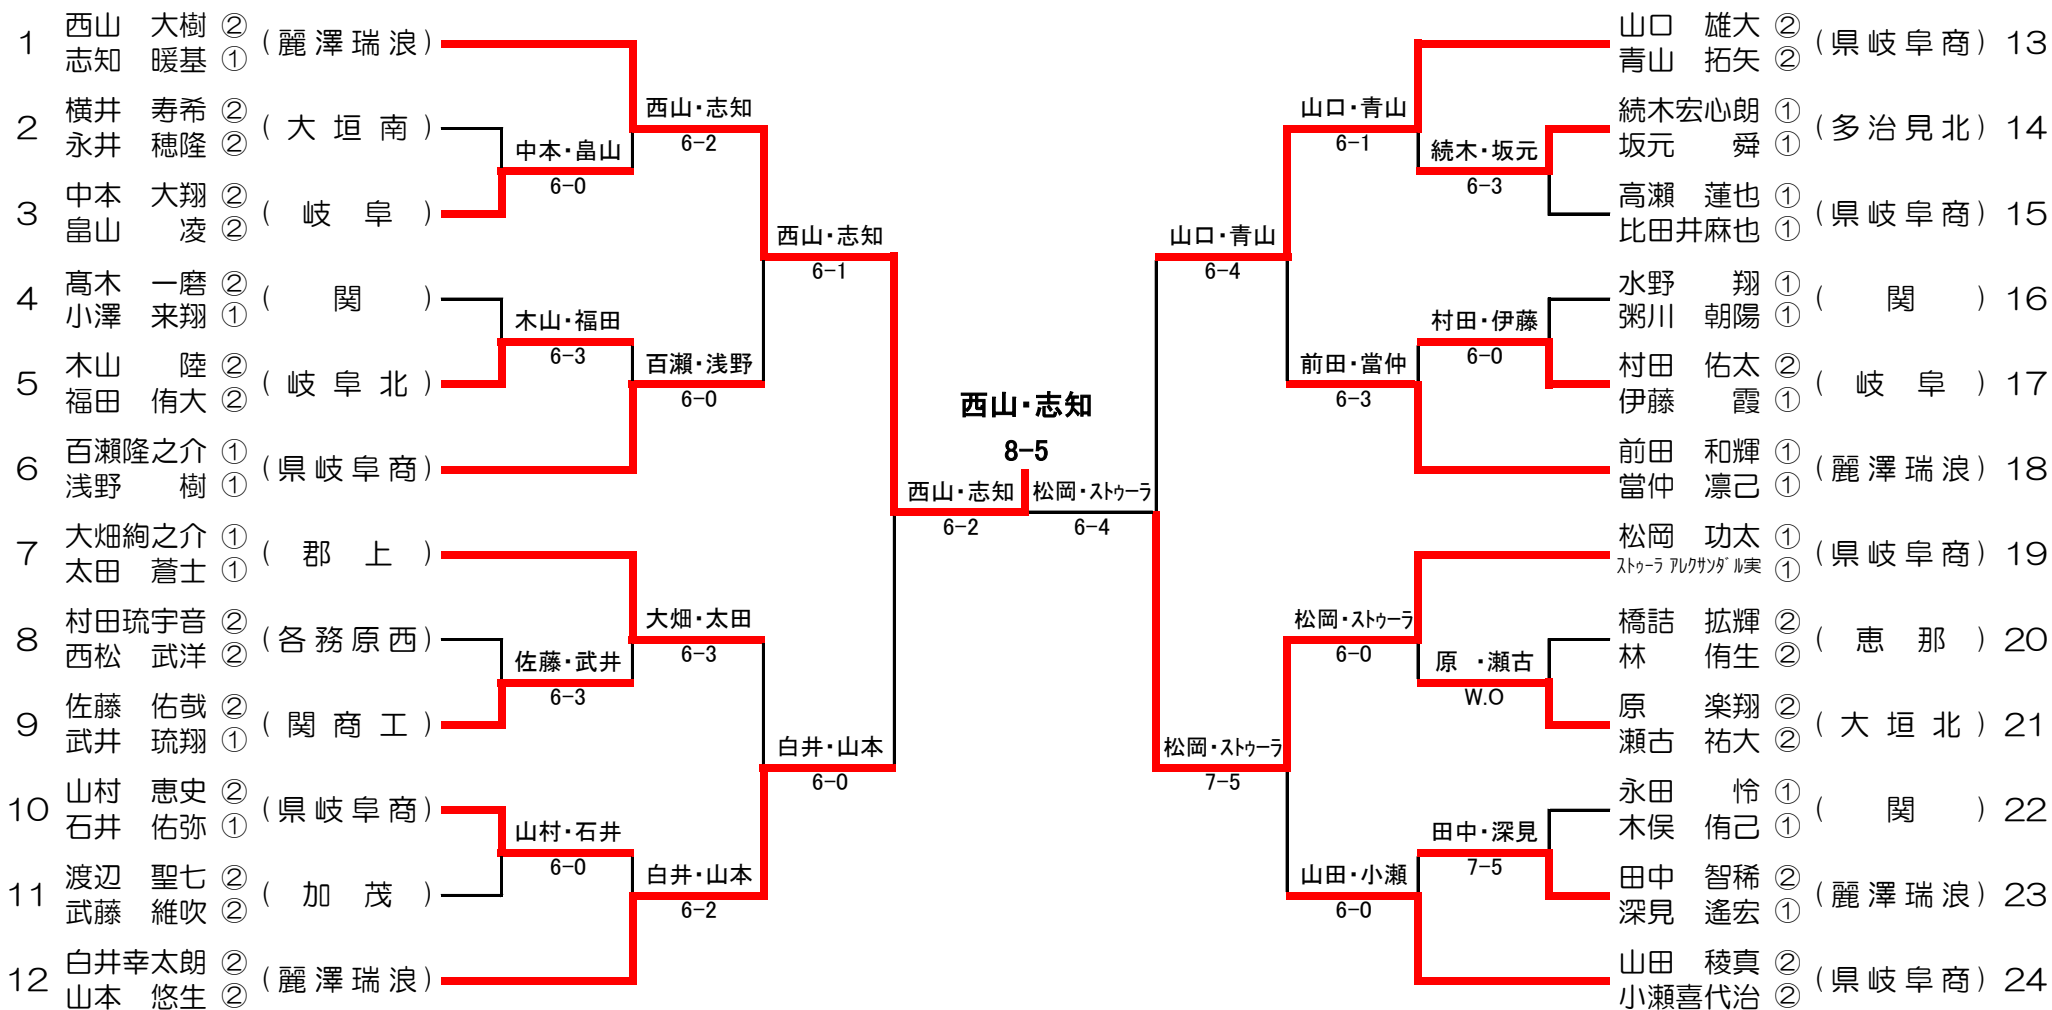 1 西山 大樹 ② (麗澤瑞浪)
志知 暖基 ①
2 横井 寿希 ② (大垣南)
永井 穂隆 ②
3 中本 大翔 ② (岐阜)
畠山 凌 ②
4 髙木 一磨 ② (関)
小澤 来翔 ①
5 木山 陸 ② (岐阜北)
福田 侑大 ②
6 百瀬隆之介 ① (県岐阜商)
浅野 樹 ①
7 大畑絢之介 ① (郡上)
太田 蒼士 ①
8 村田琉宇音 ② (各務原西)
西松 武洋 ②
9 佐藤 佑哉 ② (関商工)
武井 琉翔 ①
10 山村 恵史 ② (県岐阜商)
石井 佑弥 ①
11 渡辺 聖七 ② (加茂)
武藤 維吹 ②
12 白井幸太朗 ② (麗澤瑞浪)
山本 悠生 ②
中本・畠山
6-0
木山・福田
6-3
佐藤・武井
6-3
山村・石井
6-0
西山・志知
6-2
百瀬・浅野
6-0
大畑・太田
6-3
白井・山本
6-2
西山・志知
6-1
白井・山本
6-0
西山・志知
6-2
西山・志知
8-5
松岡・ストゥーラ
6-4
山口・青山
6-4
松岡・ストゥーラ
7-5
山口・青山
6-1
前田・當仲
6-3
松岡・ストゥーラ
6-0
山田・小瀬
6-0
続木・坂元
6-3
村田・伊藤
6-0
原 ・瀬古
W.O
田中・深見
7-5
山口 雄大 ② (県岐阜商) 13
青山 拓矢 ②
続木宏心朗 ① (多治見北) 14
坂元 舜 ①
高瀬 蓮也 ① (県岐阜商) 15
比田井麻也 ①
水野 翔 ① (関) 16
粥川 朝陽 ①
村田 佑太 ② (岐阜) 17
伊藤 霞 ①
前田 和輝 ① (麗澤瑞浪) 18
當仲 凛己 ①
松岡 功太 ① (県岐阜商) 19
ストゥーラ アレクサンダル実 ①
橋詰 拡輝 ② (恵那) 20
林 侑生 ②
原 楽翔 ② (大垣北) 21
瀬古 祐大 ②
永田 怜 ① (関) 22
木俣 侑己 ①
田中 智稀 ② (麗澤瑞浪) 23
深見 遙宏 ①
山田 稜真 ② (県岐阜商) 24
小瀬喜代治 ②